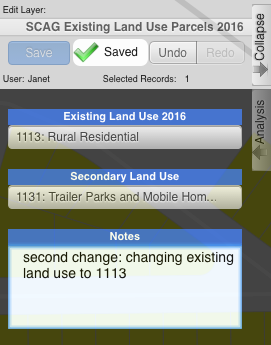 Edit Layer:
SCAG Existing Land Use Parcels 2016
Save
Saved
Undo
Redo
User: Janet
Selected Records: 1
Collapse
Analysis
Existing Land Use 2016
1113: Rural Residential
Secondary Land Use
1131: Trailer Parks and Mobile Hom...
Notes
second change: changing existing
land use to 1113